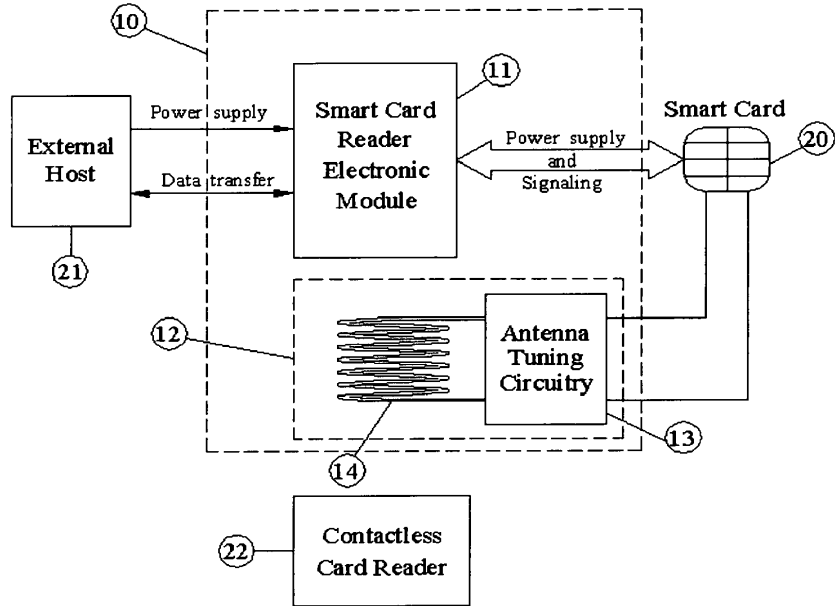 10
11
Smart Card
Reader
Electronic
Module
External
Host
Power supply
Data transfer
Power supply
and
Signaling
Smart Card
20
21
12
Antenna
Tuning
Circuitry
13
14
22
Contactless
Card Reader